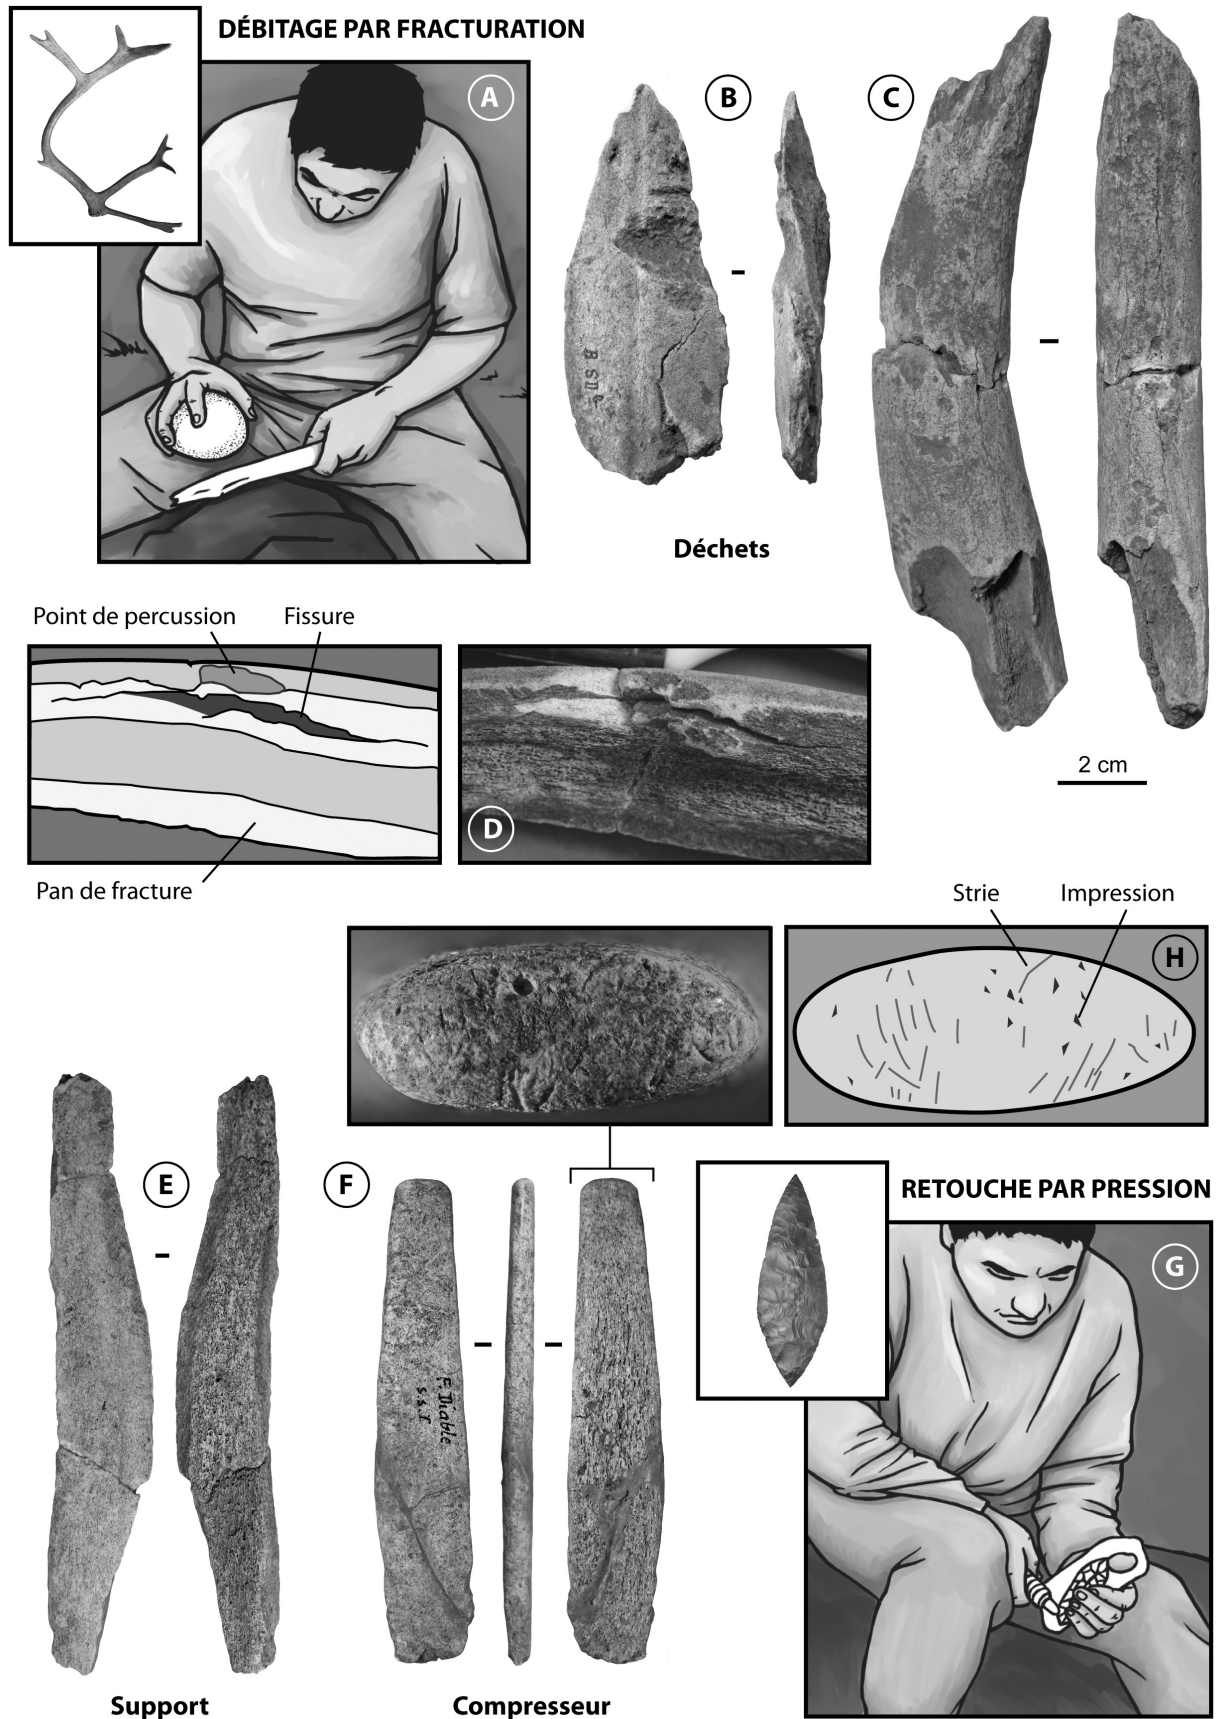 DÉBITAGE PAR FRACTURATION
A
B
C
Déchets
2 cm
Point de percussion
Fissure
D
Pan de fracture
Strie
Impression
H
E
F
RETOUCHE PAR PRESSION
G
F. Diable
S.S.J
Support
Compresseur